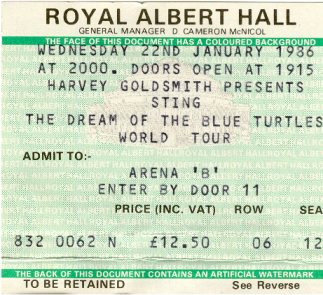 ROYAL ALBERT HALL
GENERAL MANAGER D CAMERON McNICOL
THE FACE OF THIS DOCUMENT HAS A COLOURED BACKGROUND
WEDNESDAY 22ND JANUARY 1986
AT 2000. DOORS OPEN AT 1915
HARVEY GOLDSMITH PRESENTS
STING
THE DREAM OF THE BLUE TURTLES
WORLD TOUR
ADMIT TO:-
ARENA 'B'
ENTER BY DOOR 11
PRICE (INC. VAT) ROW SEA
832 0062 N £12.50 06 12
THE BACK OF THIS DOCUMENT CONTAINS AN ARTIFICIAL WATERMARK
TO BE RETAINED See Reverse